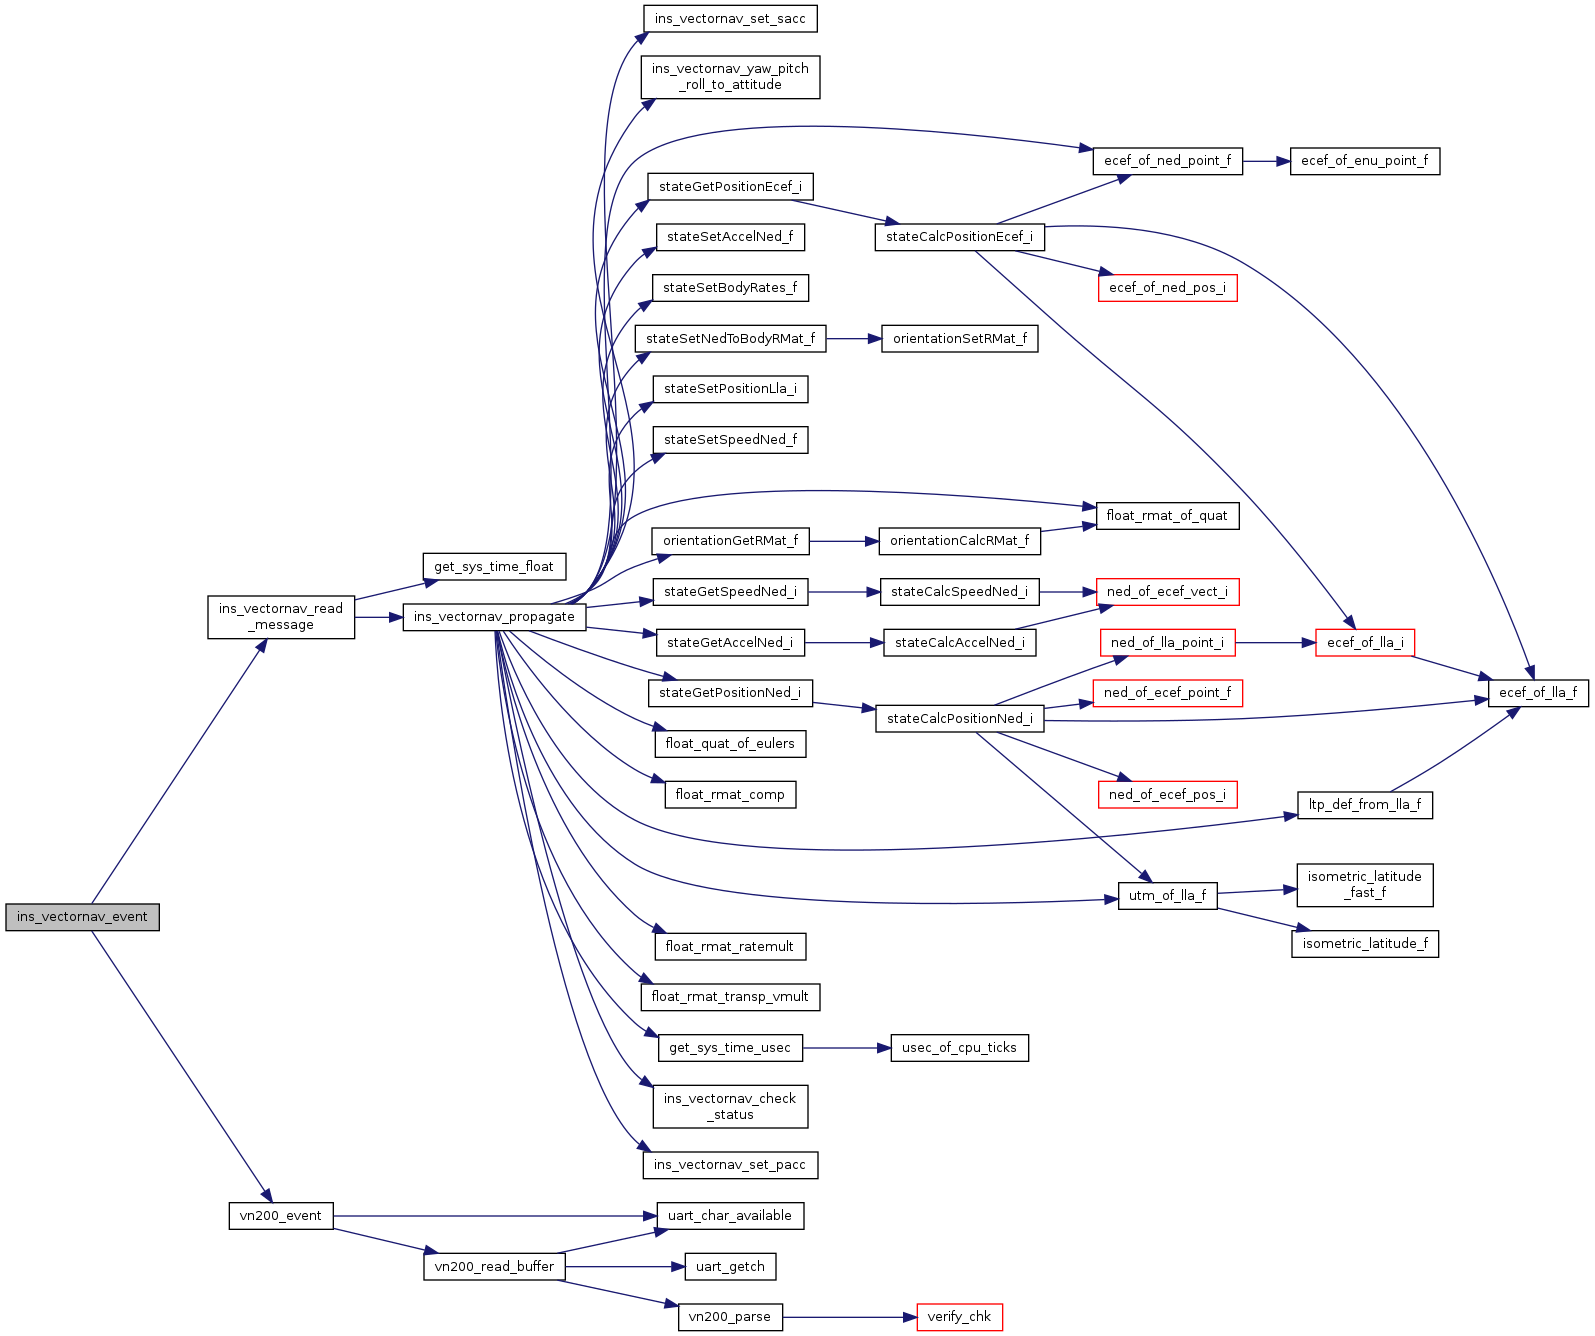 ins_vectornav_set_sacc
ins_vectornav_yaw_pitch
_roll_to_attitude
ecef_of_ned_point_f
ecef_of_enu_point_f
stateGetPositionEcef_i
stateSetAccelNed_f
stateCalcPositionEcef_i
stateSetBodyRates_f
ecef_of_ned_pos_i
stateSetNedToBodyRMat_f
orientationSetRMat_f
stateSetPositionLla_i
stateSetSpeedNed_f
float_rmat_of_quat
orientationGetRMat_f
orientationCalcRMat_f
get_sys_time_float
stateGetSpeedNed_i
stateCalcSpeedNed_i
ned_of_ecef_vect_i
ins_vectornav_read
_message
ins_vectornav_propagate
stateGetAccelNed_i
stateCalcAccelNed_i
ned_of_lla_point_i
ecef_of_lla_i
stateGetPositionNed_i
ned_of_ecef_point_f
ecef_of_lla_f
stateCalcPositionNed_i
float_quat_of_eulers
float_rmat_comp
ned_of_ecef_pos_i
ltp_def_from_lla_f
isometric_latitude
_fast_f
utm_of_lla_f
ins_vectornav_event
float_rmat_ratemult
isometric_latitude_f
float_rmat_transp_vmult
get_sys_time_usec
usec_of_cpu_ticks
ins_vectornav_check
_status
ins_vectornav_set_pacc
vn200_event
uart_char_available
vn200_read_buffer
uart_getch
vn200_parse
verify_chk